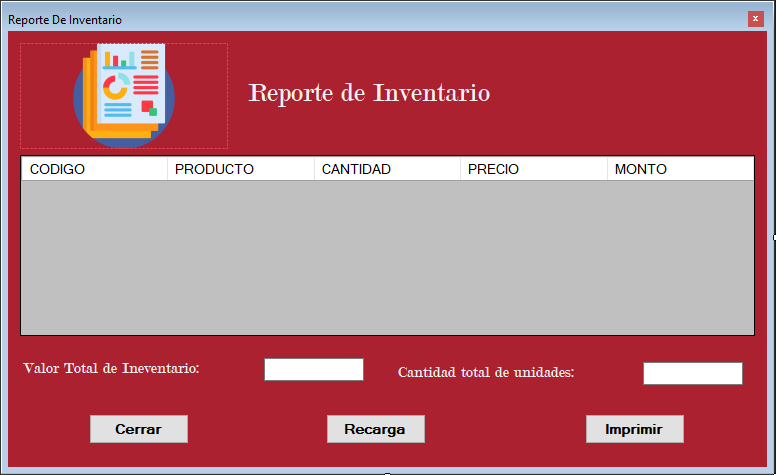 Reporte De Inventario
x
Reporte de Inventario
CODIGO PRODUCTO CANTIDAD PRECIO MONTO
Valor Total de Ineventario: Cantidad total de unidades:
Cerrar Recarga Imprimir